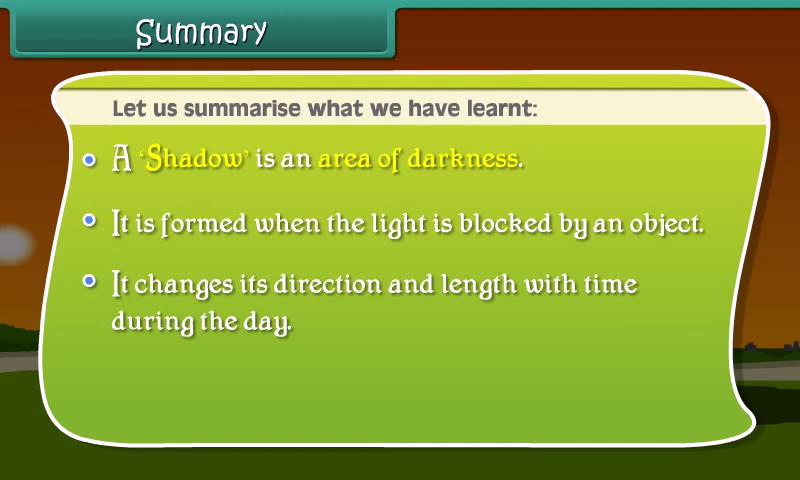 Summary
Let us summarise what we have learnt:
A 'Shadow' is an area of darkness.
It is formed when the light is blocked by an object.
It changes its direction and length with time
during the day.